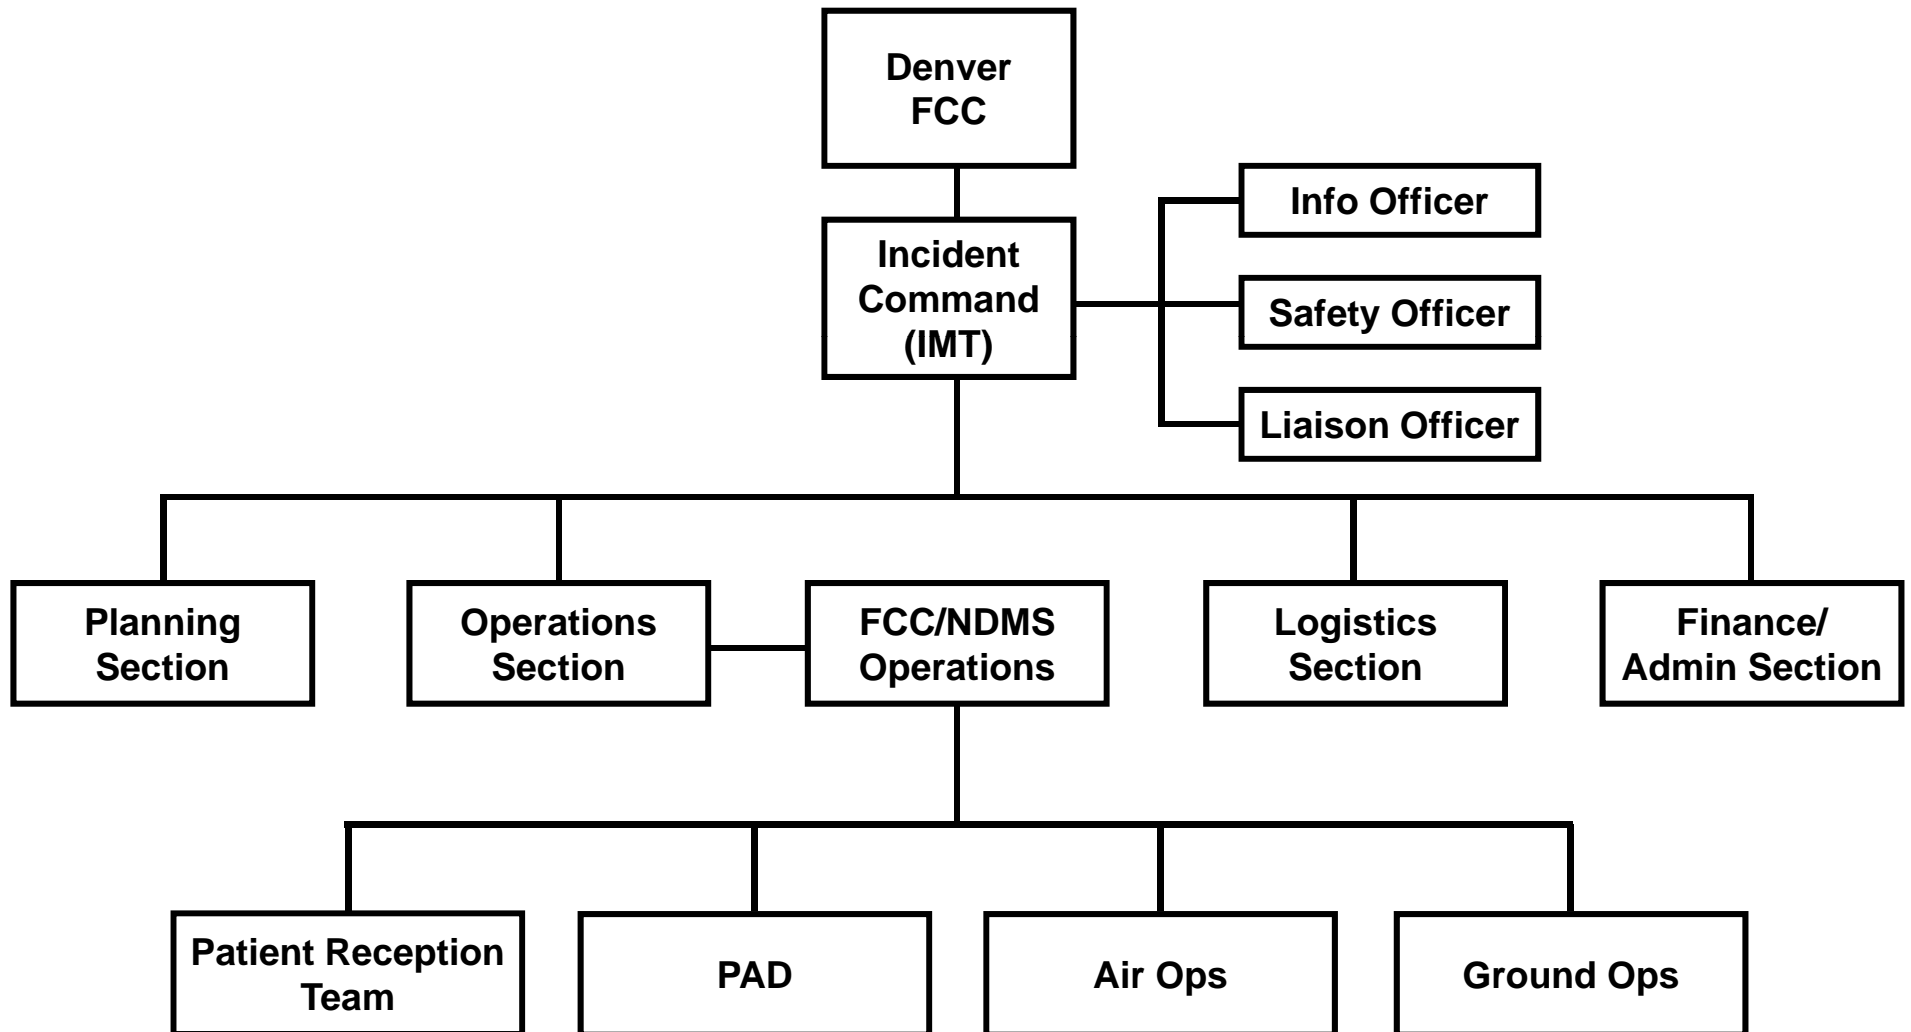 Denver
FCC
Incident
Command
(IMT)
Info Officer
Safety Officer
Liaison Officer
Planning
Section
Operations
Section
FCC/NDMS
Operations
Logistics
Section
Finance/
Admin Section
Patient Reception
Team
PAD
Air Ops
Ground Ops